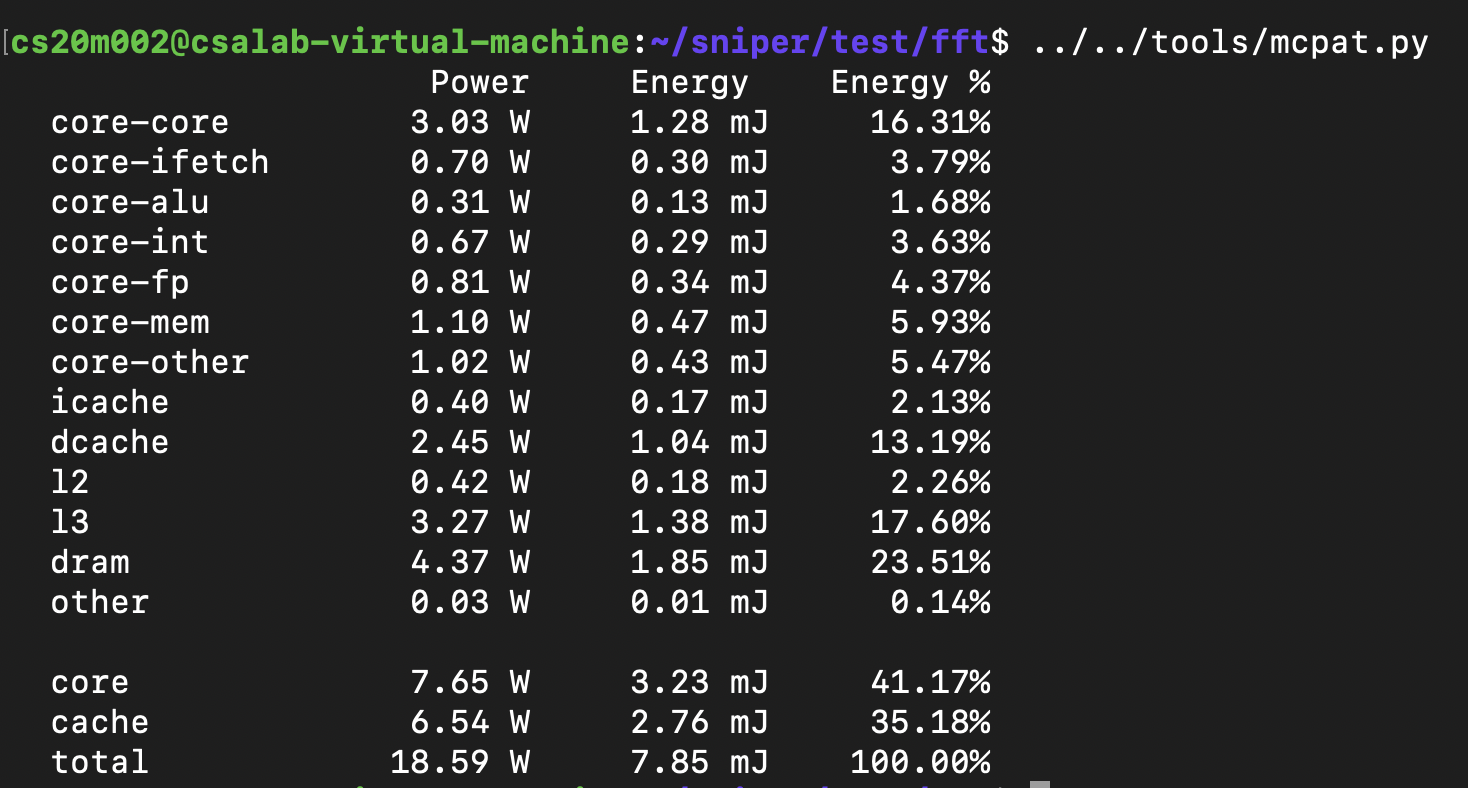 [cs20m002@csalab-virtual-machine:~/sniper/test/fft$ ../../tools/mcpat.py
Power Energy Energy %
core-core 3.03 W 1.28 mJ 16.31%
core-ifetch 0.70 W 0.30 mJ 3.79%
core-alu 0.31 W 0.13 mJ 1.68%
core-int 0.67 W 0.29 mJ 3.63%
core-fp 0.81 W 0.34 mJ 4.37%
core-mem 1.10 W 0.47 mJ 5.93%
core-other 1.02 W 0.43 mJ 5.47%
icache 0.40 W 0.17 mJ 2.13%
dcache 2.45 W 1.04 mJ 13.19%
l2 0.42 W 0.18 mJ 2.26%
l3 3.27 W 1.38 mJ 17.60%
dram 4.37 W 1.85 mJ 23.51%
other 0.03 W 0.01 mJ 0.14%
core 7.65 W 3.23 mJ 41.17%
cache 6.54 W 2.76 mJ 35.18%
total 18.59 W 7.85 mJ 100.00%